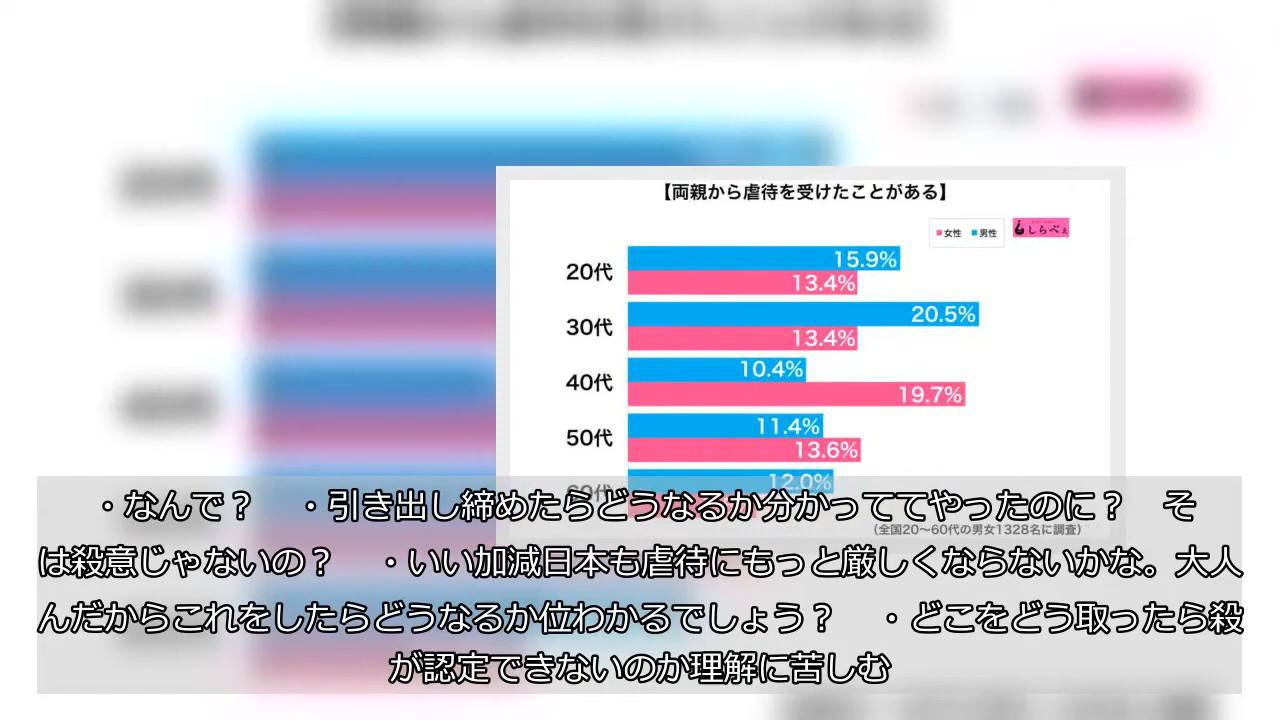 【両親から虐待を受けたことがある】
■女性 ■男性
しらべぇ
20代
15.9%
13.4%
30代
20.5%
13.4%
40代
10.4%
19.7%
50代
11.4%
13.6%
60代
12.0%
(全国20〜60代の男女1328名に調査)
・なんで？　・引き出し締めたらどうなるか分かっててやったのに？　そ
は殺意じゃないの？　・いい加減日本も虐待にもっと厳しくならないかな。大人
んだからこれをしたらどうなるか位わかるでしょう？　・どこをどう取ったら殺
が認定できないのか理解に苦しむ